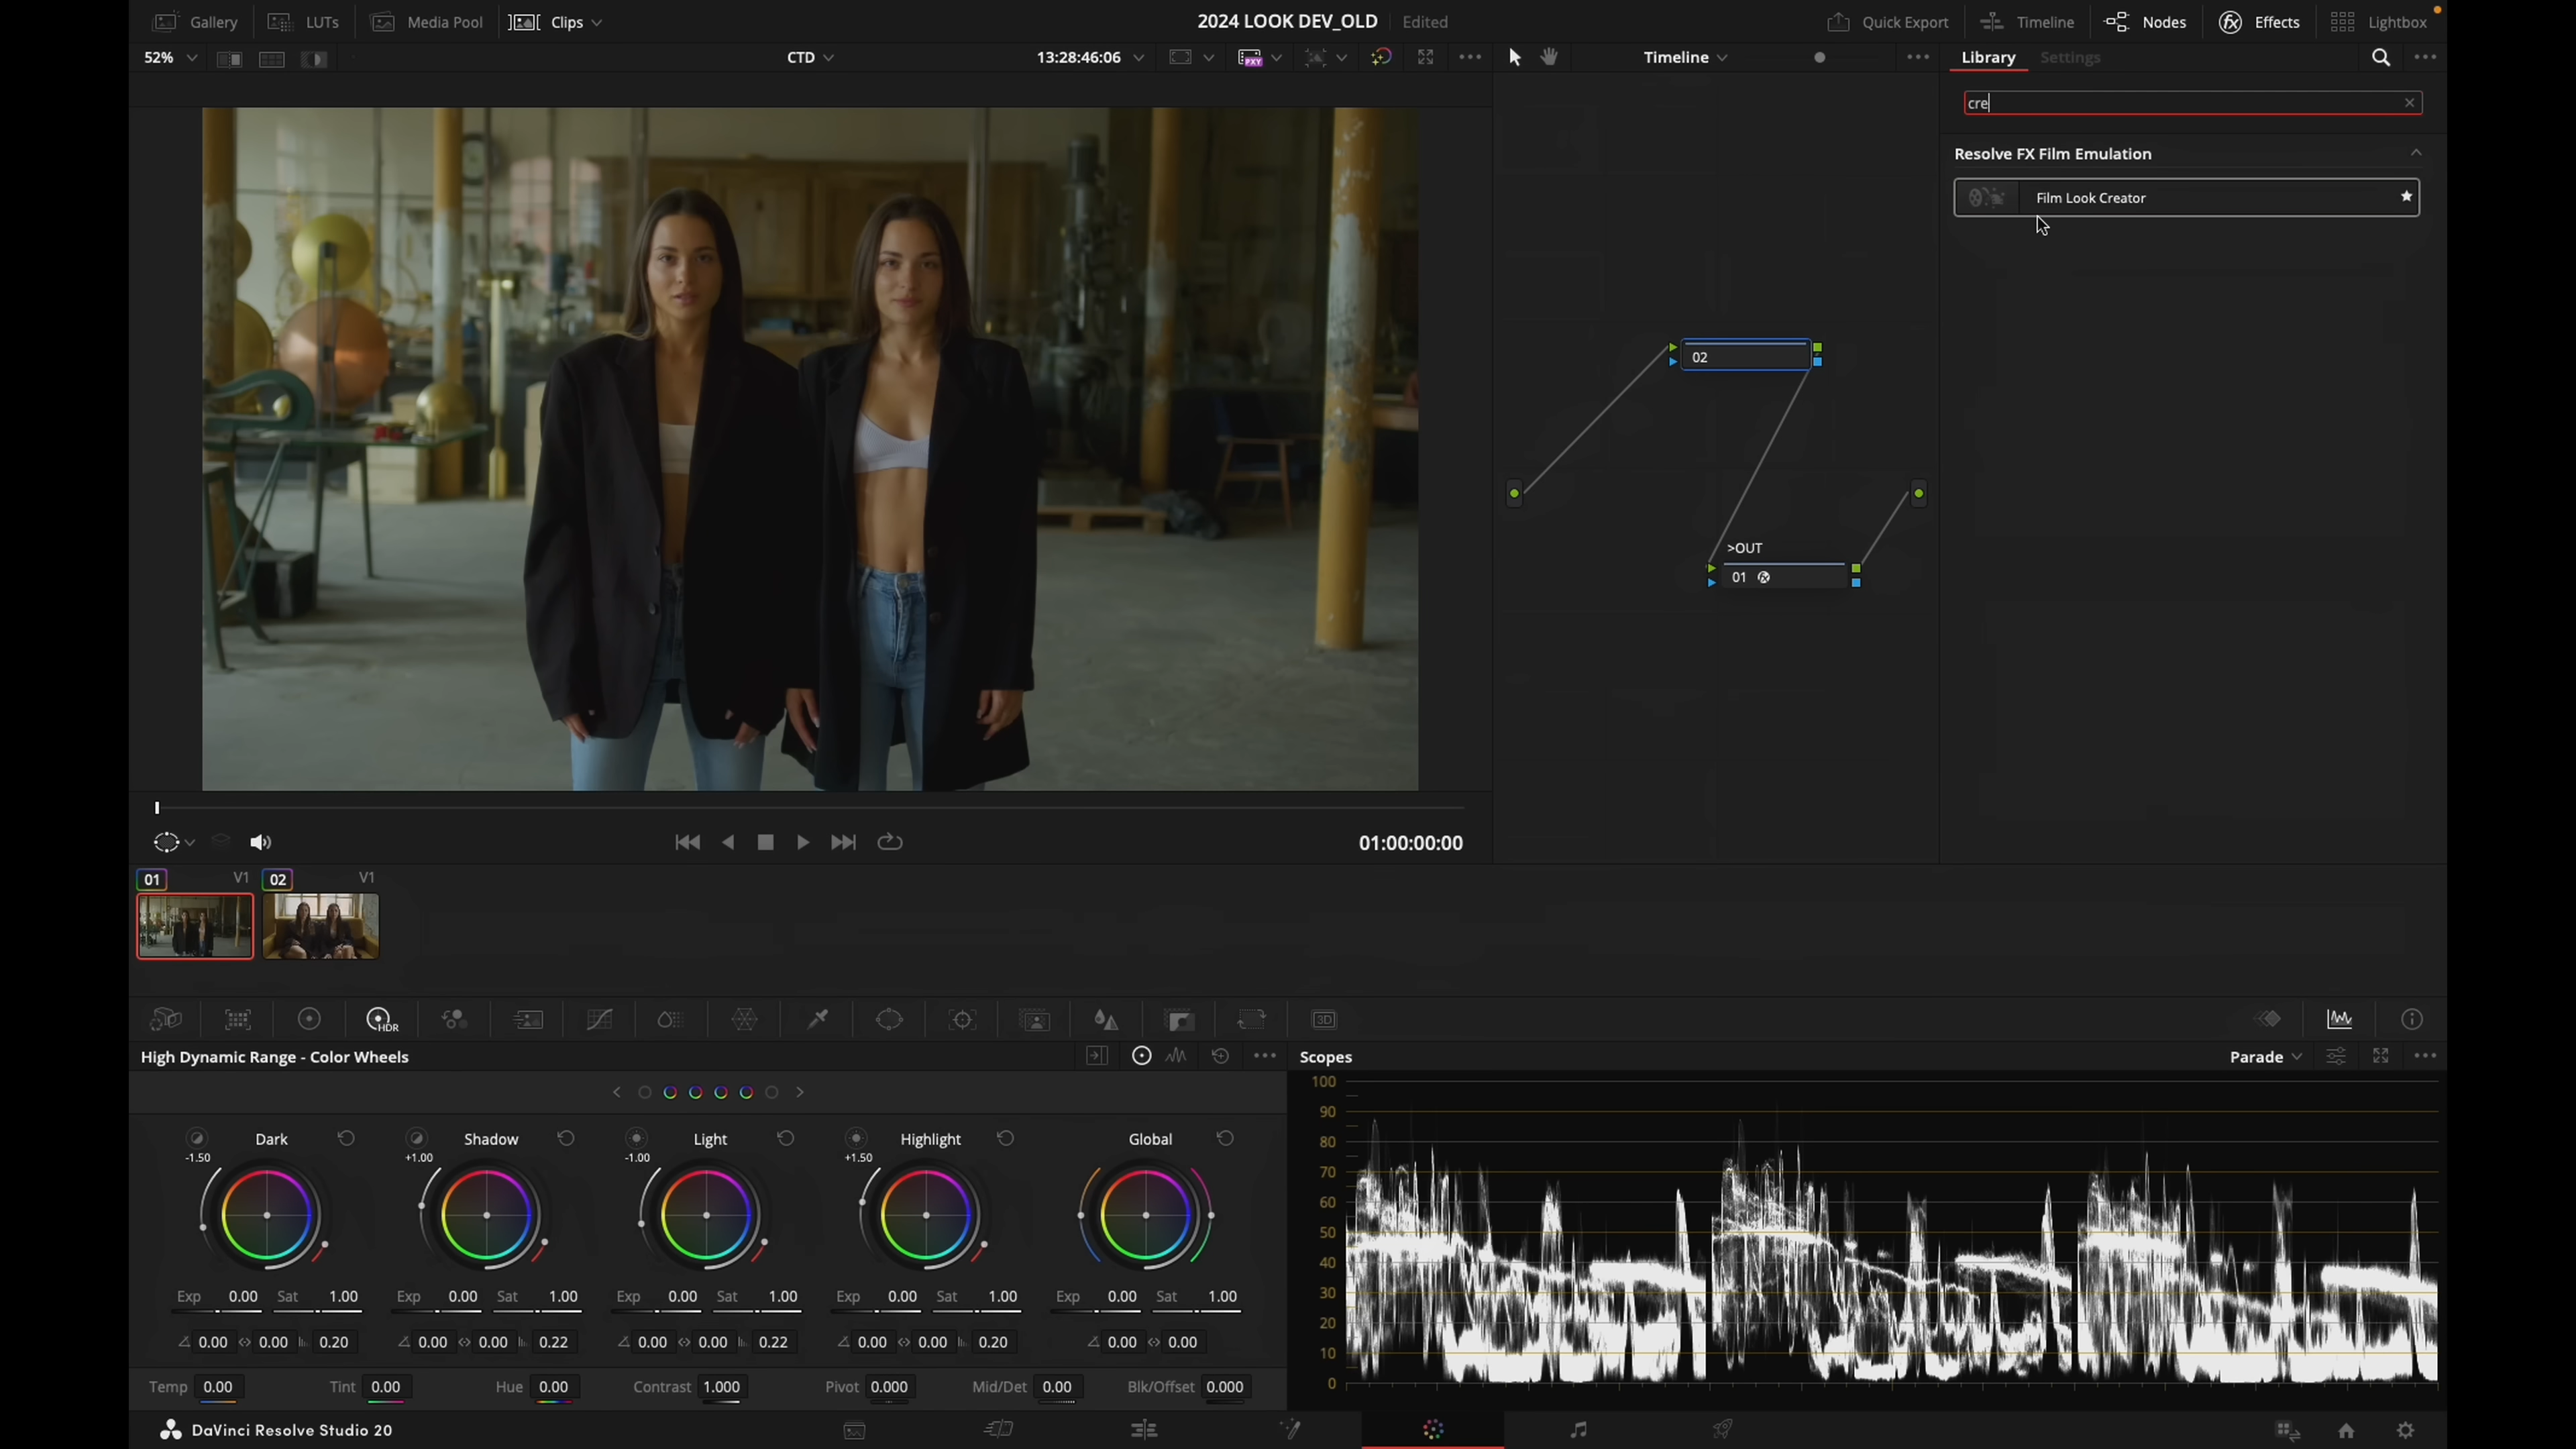 Gallery LUTs Media Pool Clips 2024 LOOK DEV_OLD Edited Quick Export Timeline Nodes Effects Lightbox
52% CTD 13:28:46:06 PXY Timeline Library Settings
cre
Resolve FX Film Emulation
Film Look Creator
02
>OUT
01
01:00:00:00
01 V1 02 V1
HDR 3D
High Dynamic Range - Color Wheels Scopes Parade
Dark Shadow Light Highlight Global
-1.50 +1.00 -1.00 +1.50
Exp 0.00 Sat 1.00 Exp 0.00 Sat 1.00 Exp 0.00 Sat 1.00 Exp 0.00 Sat 1.00 Exp 0.00 Sat 1.00
0.00 0.00 0.20 0.00 0.00 0.22 0.00 0.00 0.22 0.00 0.00 0.20 0.00 0.00
Temp 0.00 Tint 0.00 Hue 0.00 Contrast 1.000 Pivot 0.000 Mid/Det 0.00 Blk/Offset 0.000
100
90
80
70
60
50
40
30
20
10
0
DaVinci Resolve Studio 20